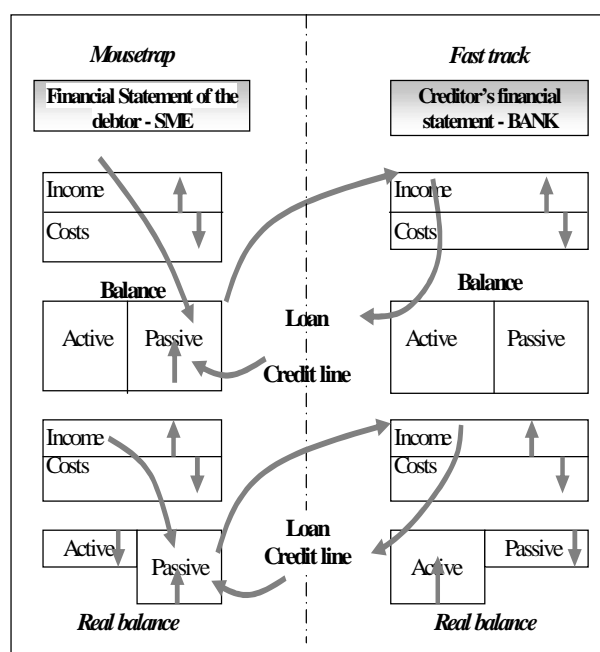 Mousetrap
Financial Statement of the
debtor - SME
Income
Costs
Balance
Active
Passive
Income
Costs
Active
Passive
Real balance
Loan
Credit line
Loan
Credit line
Fast track
Creditor's financial
statement - BANK
Income
Costs
Balance
Active
Passive
Income
Costs
Active
Passive
Real balance